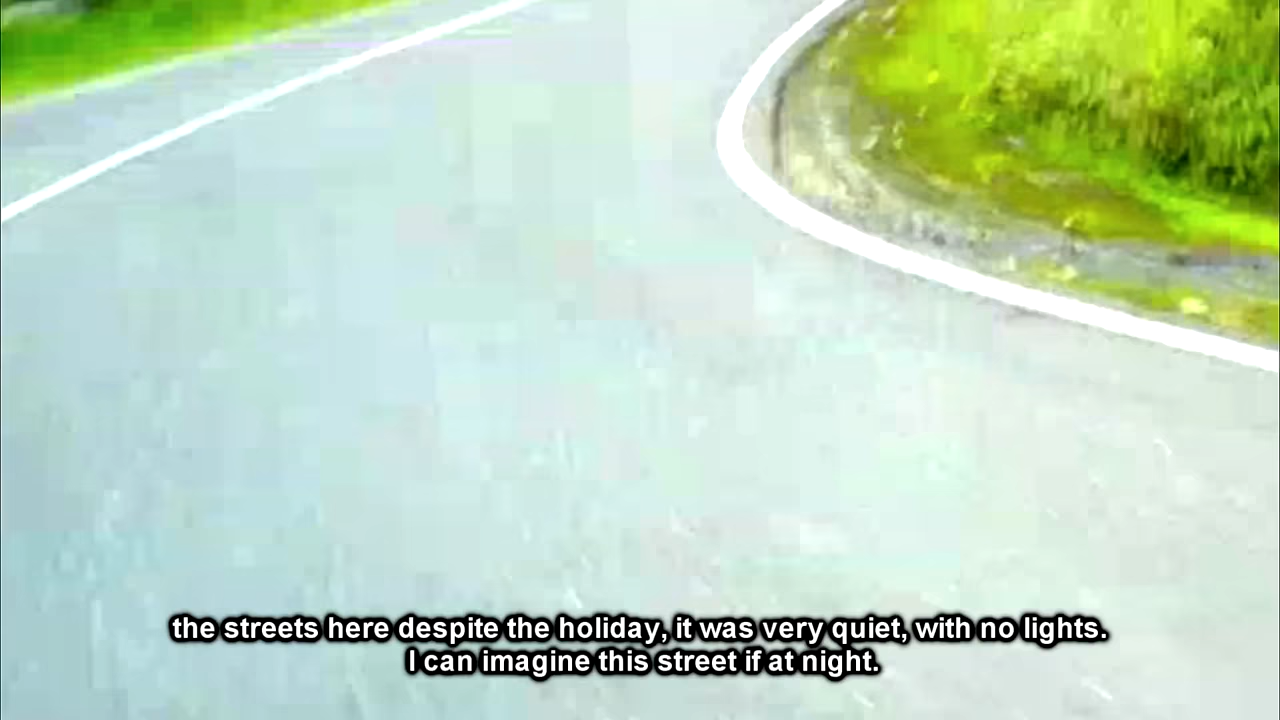 the streets here despite the holiday, it was very quiet, with no lights.
I can imagine this street if at night.